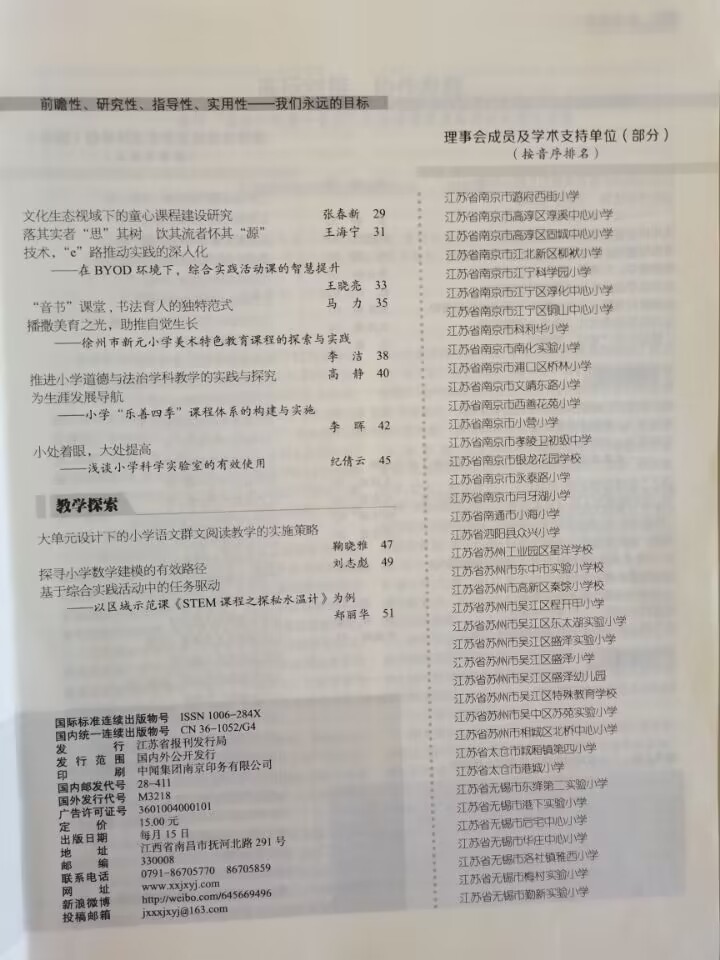 前瞻性、研究性、指导性、实用性——我们永远的目标
文化生态视域下的童心课程建设研究 张春新 29
落其实者“思”其树 饮其流者怀其“源” 王海宁 31
技术，“e”路推动实践的深人化
——在 BYOD 环境下，综合实践活动课的智慧提升
王晓亮 33
“音书”课堂，书法育人的独特范式 马 力 35
播撒美育之光，助推自觉生长
——徐州市新元小学美术特色教育课程的探索与实践
李 洁 38
推进小学道德与法治学科教学的实践与探究 高 静 40
为生涯发展导航
——小学“乐善四季”课程体系的构建与实施
李 晖 42
小处着眼，大处提高
——浅谈小学科学实验室的有效使用 纪倩云 45
教学探索
大单元设计下的小学语文群文阅读教学的实施策略
鞠晓雅 47
探寻小学数学建模的有效路径 刘志彪 49
基于综合实践活动中的任务驱动
——以区域示范课《STEM 课程之探秘水温计》为例
郑丽华 51
国际标准连续出版物号 ISSN 1006-284X
国内统一连续出版物号 CN 36-1052/G4
发行 江苏省报刊发行局
发行范围 国内外公开发行
印刷 中闻集团南京印务有限公司
国内邮发代号 28-411
国外发行代号 M3218
广告许可证号 3601004000101
定价 15.00 元
出版日期 每月 15 日
地址 江西省南昌市抚河北路 291 号
邮编 330008
联系电话 0791-86705770 86705859
网址 www.xxjxyj.com
新浪微博 http://weibo.com/645669496
投稿邮箱 jxxxjxyj@163.com
理事会成员及学术支持单位（部分）
（按音序排名）
江苏省南京市游府西街小学
江苏省南京市高淳区淳溪中心小学
江苏省南京市高淳区固城中心小学
江苏省南京市江北新区柳袱小学
江苏省南京市江宁科学园小学
江苏省南京市江宁区淳化中心小学
江苏省南京市江宁区铜山中心小学
江苏省南京市科利华小学
江苏省南京市南化实验小学
江苏省南京市浦口区桥林小学
江苏省南京市文靖东路小学
江苏省南京市西善花苑小学
江苏省南京市小营小学
江苏省南京市孝陵卫初级中学
江苏省南京市银龙花园学校
江苏省南京市永泰路小学
江苏省南京市月牙湖小学
江苏省南通市小海小学
江苏省泗阳县众兴小学
江苏省苏州工业园区星洋学校
江苏省苏州市东中市实验小学校
江苏省苏州市高新区秦馀小学校
江苏省苏州市吴江区程开甲小学
江苏省苏州市吴江区东太湖实验小学
江苏省苏州市吴江区盛泽实验小学
江苏省苏州市吴江区盛泽小学
江苏省苏州市吴江区盛泽幼儿园
江苏省苏州市吴江区特殊教育学校
江苏省苏州市吴中区苏苑实验小学
江苏省苏州市相城区北桥中心小学
江苏省太仓市城厢镇第四小学
江苏省太仓市港城小学
江苏省无锡市东绛第二实验小学
江苏省无锡市港下实验小学
江苏省无锡市后宅中心小学
江苏省无锡市华庄中心小学
江苏省无锡市洛社镇雅西小学
江苏省无锡市梅村实验小学
江苏省无锡市勤新实验小学